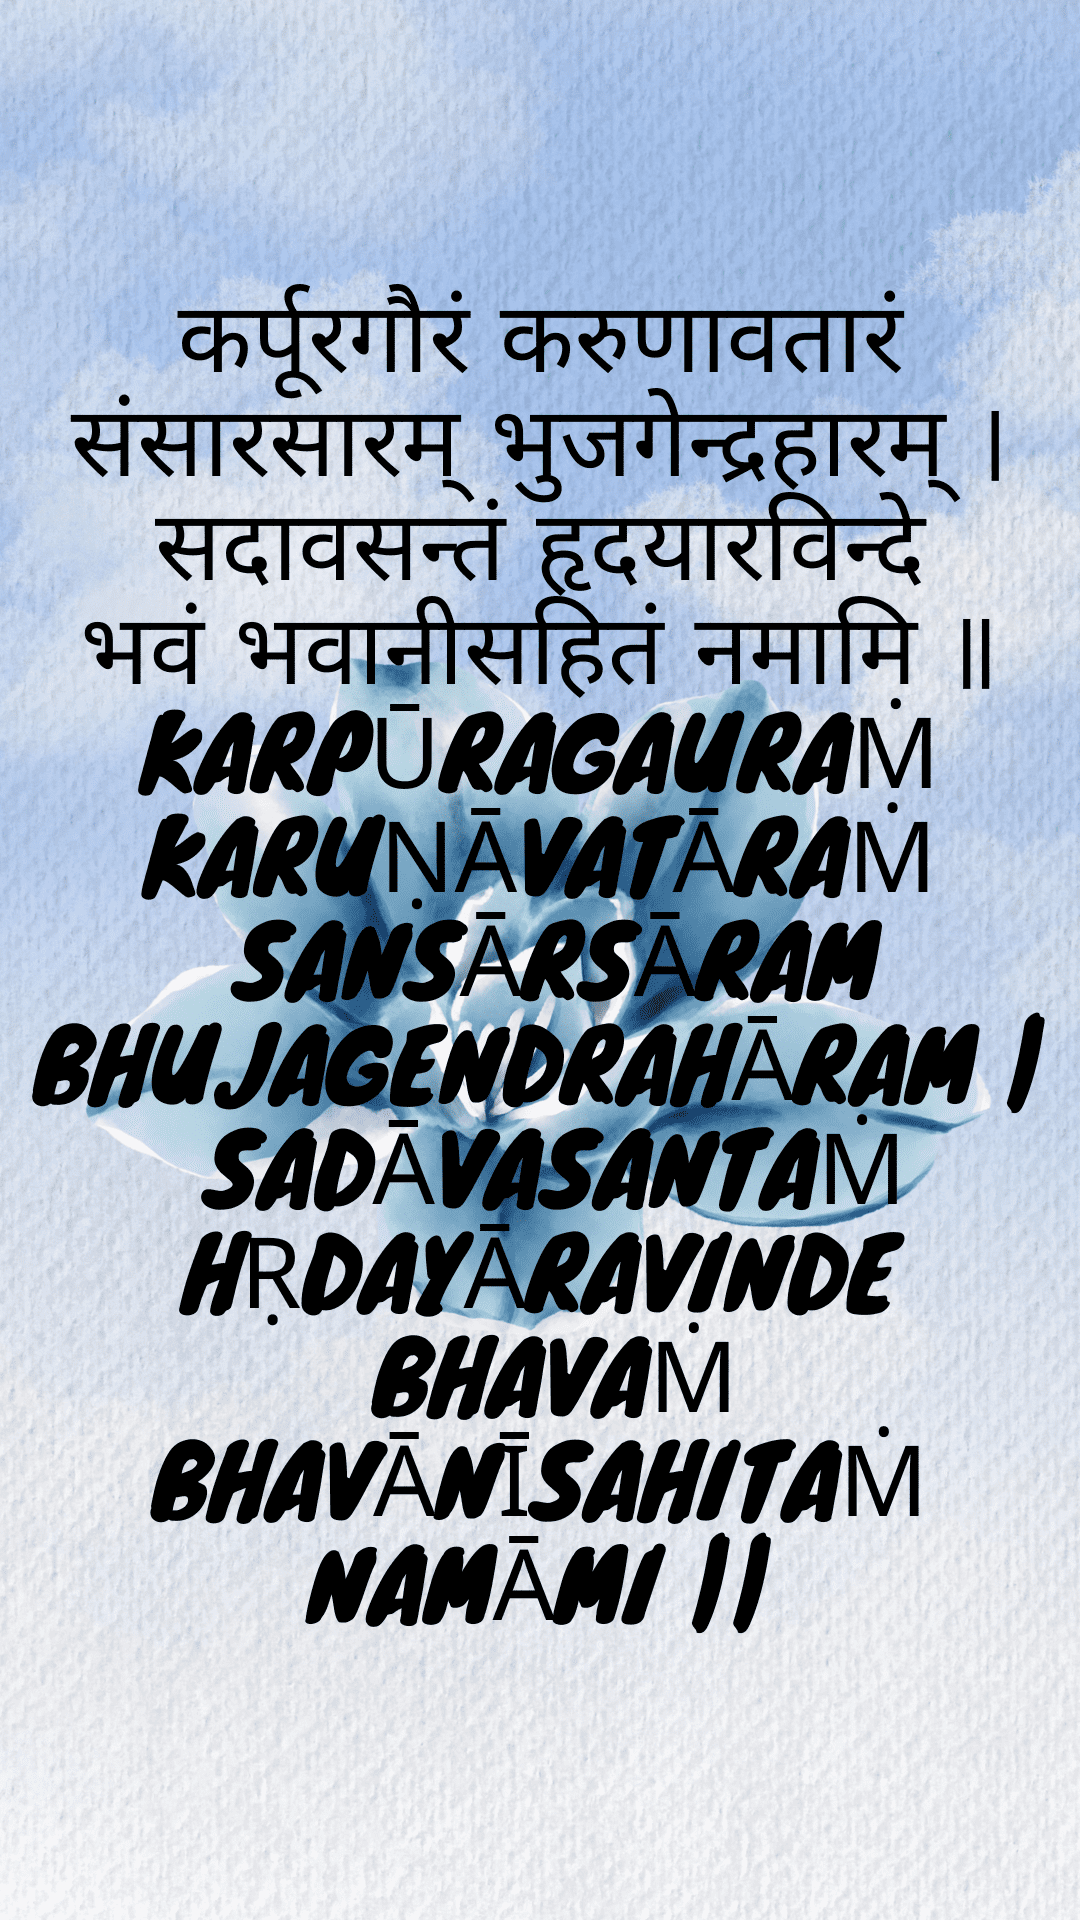 कर्पूरगौरं करुणावतारं
संसारसारम् भुजगेन्द्रहारम् ।
सदावसन्तं हृदयारविन्दे
भवं भवानीसहितं नमामि ॥
KARPŪRAGAURAṀ
KARUṆĀVATĀRAṀ
SANSĀRSĀRAM
BHUJAGENDRAHĀRAM |
SADĀVASANTAṂ
HṚDAYĀRAVINDE
BHAVAṀ
BHAVĀNĪSAHITAṀ
NAMĀMI ||